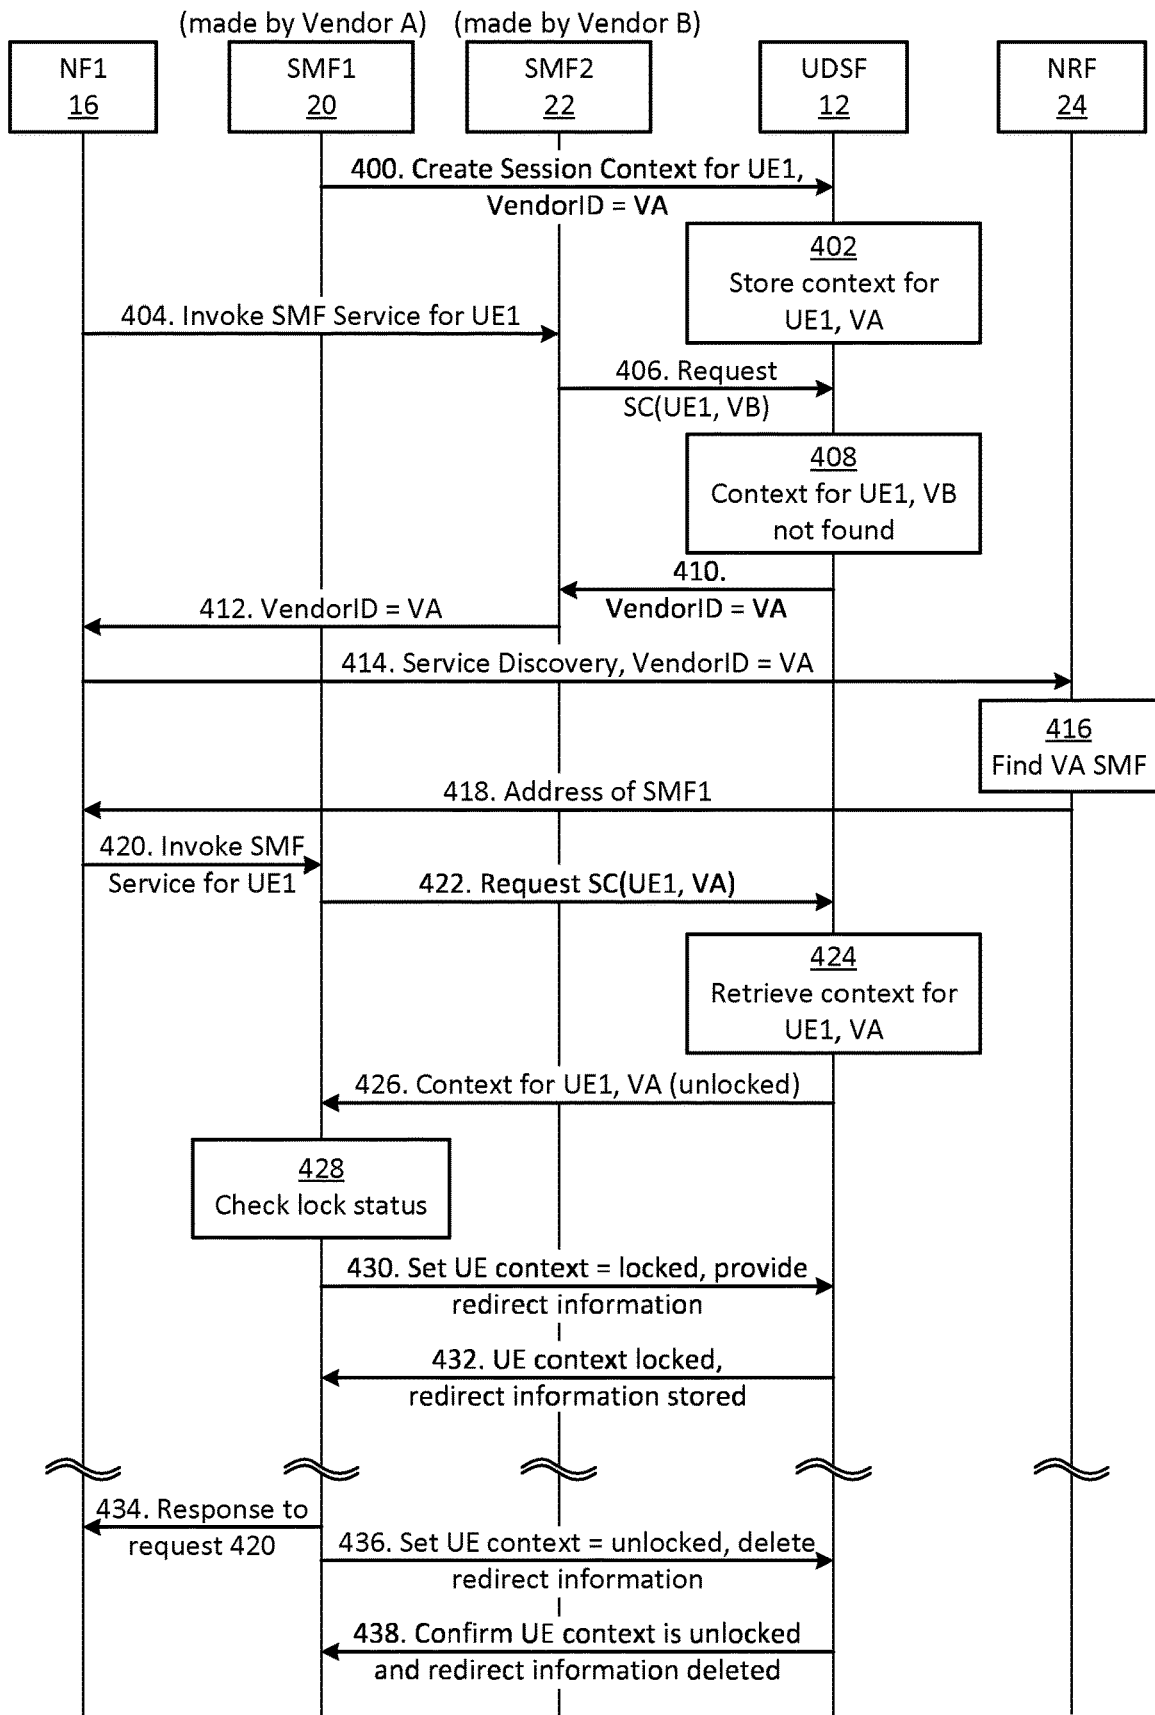 (made by Vendor A) (made by Vendor B)
NF1
16
SMF1
20
SMF2
22
UDSF
12
NRF
24
400. Create Session Context for UE1,
VendorID = VA
402
Store context for
UE1, VA
404. Invoke SMF Service for UE1
406. Request
SC(UE1, VB)
408
Context for UE1, VB
not found
410.
VendorID = VA
412. VendorID = VA
414. Service Discovery, VendorID = VA
416
Find VA SMF
418. Address of SMF1
420. Invoke SMF
Service for UE1
422. Request SC(UE1, VA)
424
Retrieve context for
UE1, VA
426. Context for UE1, VA (unlocked)
428
Check lock status
430. Set UE context = locked, provide
redirect information
432. UE context locked,
redirect information stored
434. Response to
request 420
436. Set UE context = unlocked, delete
redirect information
438. Confirm UE context is unlocked
and redirect information deleted